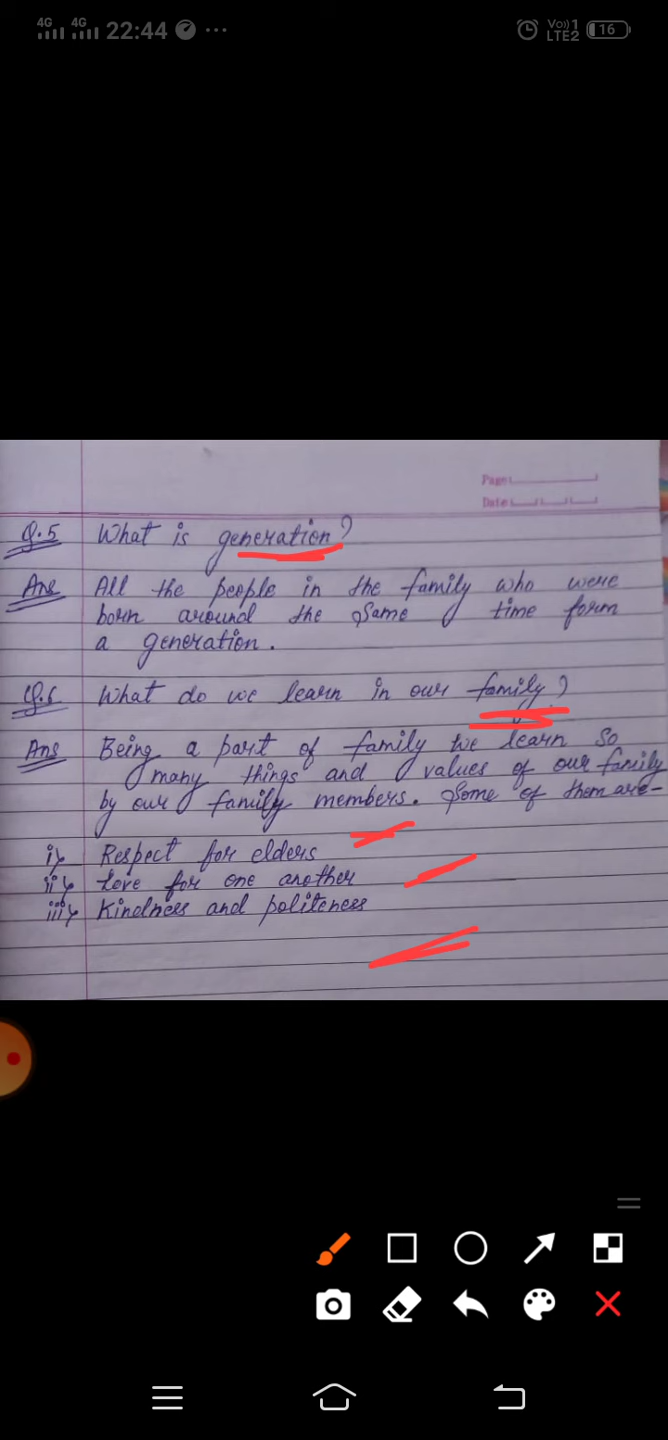 4G 4G 22:44 ... Vo))1 LTE2 16
Page
Date
Q.5 What is generation?
Ans All the people in the family who were
born around the same time form
a generation.
Q.6 What do we learn in our family?
Ans Being a part of family we learn so
many things and values of our family
by our family members. Some of them are-
i) Respect for elders
ii) Love for one another
iii) Kindness and politeness